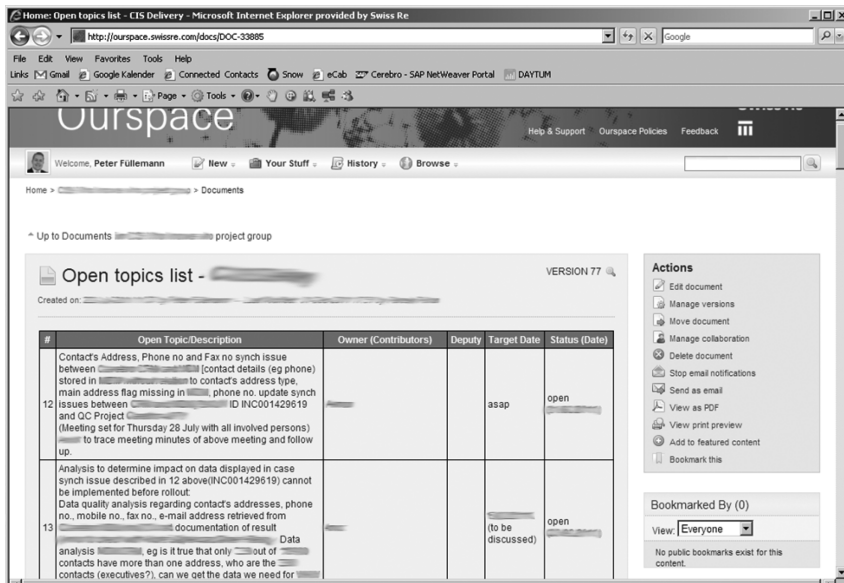 Home: Open topics list - CIS Delivery - Microsoft Internet Explorer provided by Swiss Re
http://ourspace.swissre.com/docs/DOC-33885
Google
File Edit View Favorites Tools Help
Links Gmail Google Kalender Connected Contacts Snow eCab Cerebro - SAP NetWeaver Portal DAYTUM
Page Tools
Ourspace
Help & Support Ourspace Policies Feedback
Welcome, Peter Füllemann New Your Stuff History Browse
Home > > Documents
Up to Documents project group
Open topics list - VERSION 77
Created on:
# Open Topic/Description Owner (Contributors) Deputy Target Date Status (Date)
Contact's Address, Phone no and Fax no synch issue
between [contact details (eg phone)
stored in to contact's address type,
main address flag missing in , phone no. update synch
12 issues between ID INC001429619 asap open
and QC Project
(Meeting set for Thursday 28 July with all involved persons)
to trace meeting minutes of above meeting and follow
up.
Analysis to determine impact on data displayed in case
synch issue described in 12 above(INC001429619) cannot
be implemented before rollout:
Data quality analysis regarding contact's addresses, phone
no., mobile no., fax no., e-mail address retrieved from
13 documentation of result (to be discussed) open
. Data
analysis , eg is it true that only out of
contacts have more than one address, who are the
contacts (executives?), can we get the data we need for
Actions
Edit document
Manage versions
Move document
Manage collaboration
Delete document
Stop email notifications
Send as email
View as PDF
View print preview
Add to featured content
Bookmark this
Bookmarked By (0)
View: Everyone
No public bookmarks exist for this
content.